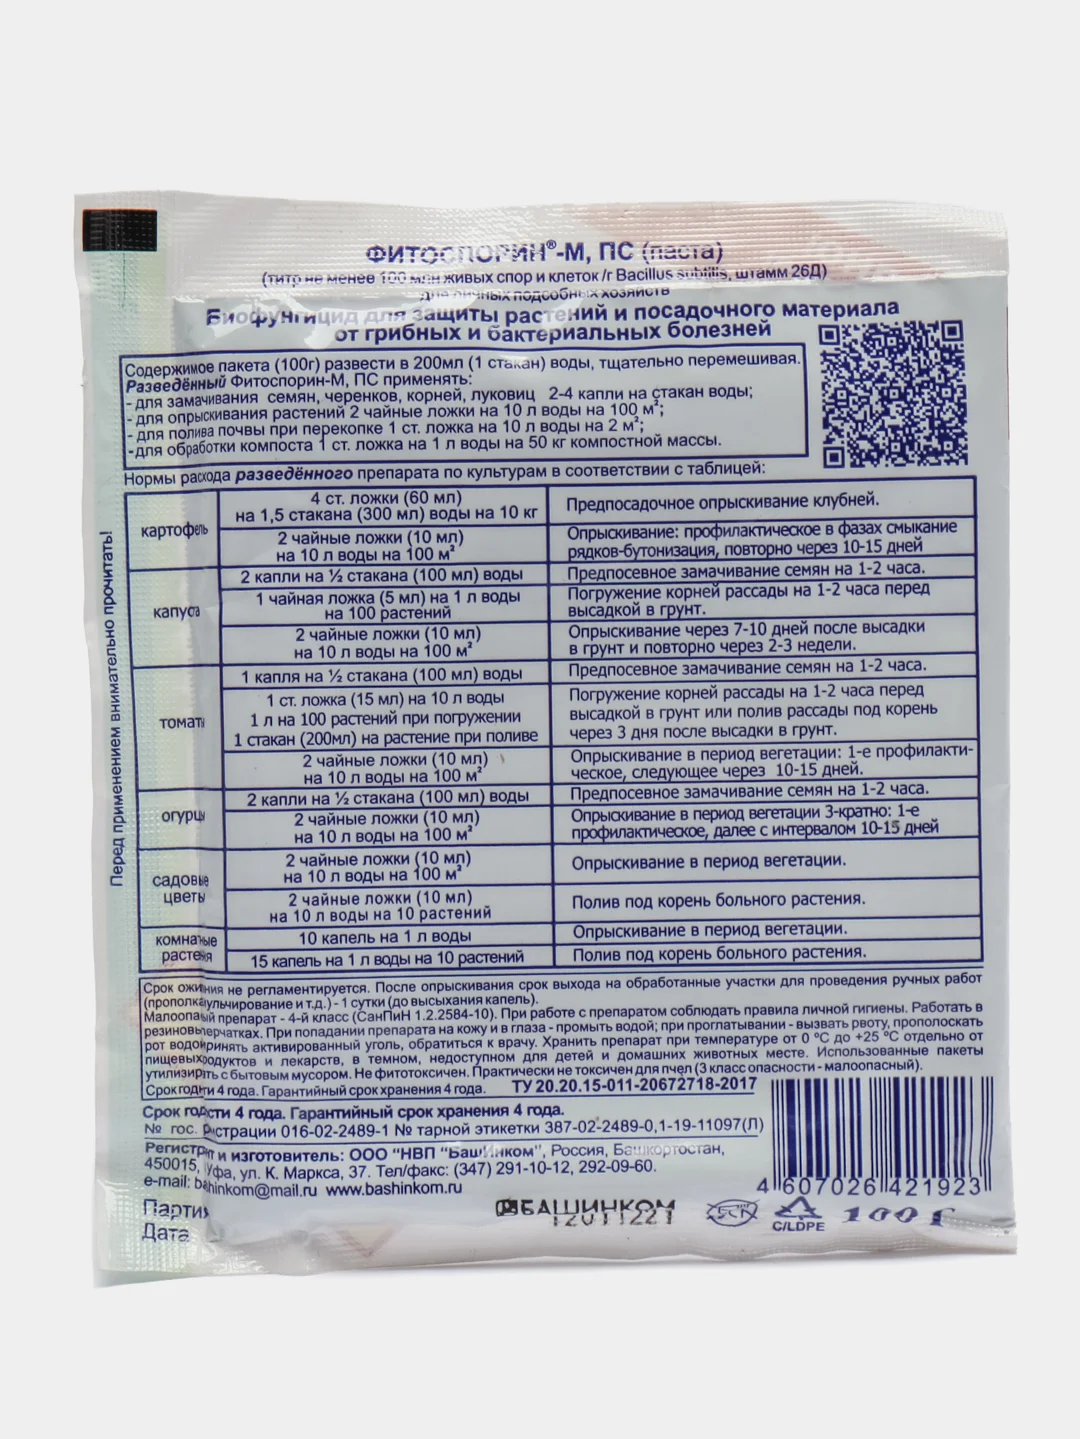 ФИТОСПОРИН®-М, ПС (паста)
(титр не менее 100 млн живых спор и клеток /г Bacillus subtilis, штамм 26Д)
для личных подсобных хозяйств
Биофунгицид для защиты растений и посадочного материала
от грибных и бактериальных болезней
Содержимое пакета (100г) развести в 200мл (1 стакан) воды, тщательно перемешивая.
Разведённый Фитоспорин-М, ПС применять:
- для замачивания семян, черенков, корней, луковиц 2-4 капли на стакан воды;
- для опрыскивания растений 2 чайные ложки на 10 л воды на 100 м²;
- для полива почвы при перекопке 1 ст. ложка на 10 л воды на 2 м²;
-для обработки компоста 1 ст. ложка на 1 л воды на 50 кг компостной массы.
Нормы расхода разведённого препарата по культурам в соответствии с таблицей:
Перед применением внимательно прочитать!
картофель
4 ст. ложки (60 мл)
на 1,5 стакана (300 мл) воды на 10 кг
Предпосадочное опрыскивание клубней.
2 чайные ложки (10 мл)
на 10 л воды на 100 м²
Опрыскивание: профилактическое в фазах смыкание
рядков-бутонизация, повторно через 10-15 дней
капуста
2 капли на ½ стакана (100 мл) воды
Предпосевное замачивание семян на 1-2 часа.
1 чайная ложка (5 мл) на 1 л воды
на 100 растений
Погружение корней рассады на 1-2 часа перед
высадкой в грунт.
2 чайные ложки (10 мл)
на 10 л воды на 100 м²
Опрыскивание через 7-10 дней после высадки
в грунт и повторно через 2-3 недели.
томаты
1 капля на ½ стакана (100 мл) воды
Предпосевное замачивание семян на 1-2 часа.
1 ст. ложка (15 мл) на 10 л воды
1 л на 100 растений при погружении
1 стакан (200мл) на растение при поливе
Погружение корней рассады на 1-2 часа перед
высадкой в грунт или полив рассады под корень
через 3 дня после высадки в грунт.
2 чайные ложки (10 мл)
на 10 л воды на 100 м²
Опрыскивание в период вегетации: 1-е профилакти-
ческое, следующее через 10-15 дней.
огурцы
2 капли на ½ стакана (100 мл) воды
Предпосевное замачивание семян на 1-2 часа.
2 чайные ложки (10 мл)
на 10 л воды на 100 м²
Опрыскивание в период вегетации 3-кратно: 1-е
профилактическое, далее с интервалом 10-15 дней
садовые
цветы
2 чайные ложки (10 мл)
на 10 л воды на 100 м²
Опрыскивание в период вегетации.
2 чайные ложки (10 мл)
на 10 л воды на 10 растений
Полив под корень больного растения.
комнатные
растения
10 капель на 1 л воды
Опрыскивание в период вегетации.
15 капель на 1 л воды на 10 растений
Полив под корень больного растения.
Срок ожидания не регламентируется. После опрыскивания срок выхода на обработанные участки для проведения ручных работ
(прополка, мульчирование и т.д.) - 1 сутки (до высыхания капель).
Малоопасный препарат - 4-й класс (СанПиН 1.2.2584-10). При работе с препаратом соблюдать правила личной гигиены. Работать в
резиновых перчатках. При попадании препарата на кожу и в глаза - промыть водой; при проглатывании - вызвать рвоту, прополоскать
рот водой, принять активированный уголь, обратиться к врачу. Хранить препарат при температуре от 0 °С до +25 °С отдельно от
пищевых продуктов и лекарств, в темном, недоступном для детей и домашних животных месте. Использованные пакеты
утилизировать с бытовым мусором. Не фитотоксичен. Практически не токсичен для пчел (3 класс опасности - малоопасный).
Срок годности 4 года. Гарантийный срок хранения 4 года. ТУ 20.20.15-011-20672718-2017
Срок годности 4 года. Гарантийный срок хранения 4 года.
№ гос. регистрации 016-02-2489-1 № тарной этикетки 387-02-2489-0,1-19-11097(Л)
Регистрант и изготовитель: ООО "НВП "БашИнком", Россия, Башкортостан,
450015, Уфа, ул. К. Маркса, 37. Тел/факс: (347) 291-10-12, 292-09-60.
e-mail: bashinkom@mail.ru www.bashinkom.ru
4 607026 421923
Партия
Дата
БАШИНКОМ
12011221
C/LDPE
100 г